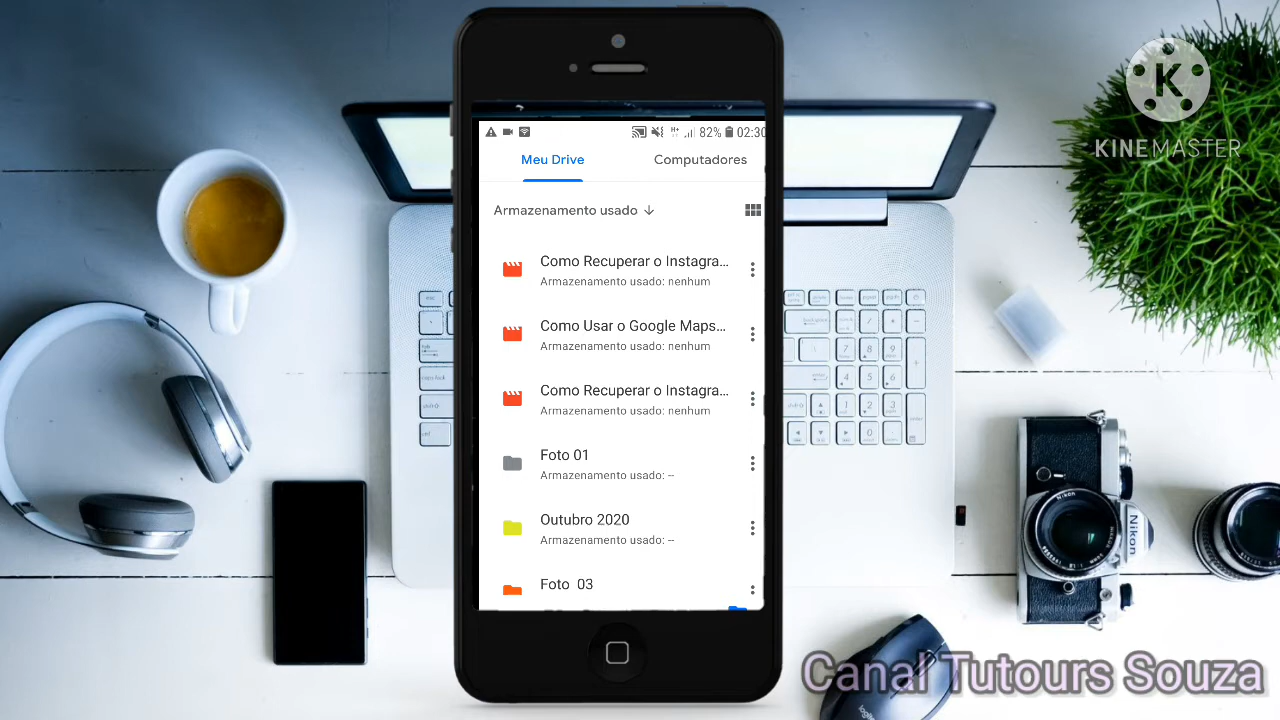 KINEMASTER
H+ 82% 02:30
Meu Drive Computadores
Armazenamento usado
Como Recuperar o Instagra...
Armazenamento usado: nenhum
Como Usar o Google Maps...
Armazenamento usado: nenhum
Como Recuperar o Instagra...
Armazenamento usado: nenhum
Foto 01
Armazenamento usado: --
Outubro 2020
Armazenamento usado: --
Foto 03
Nikon
Nikon
Canal Tutours Souza